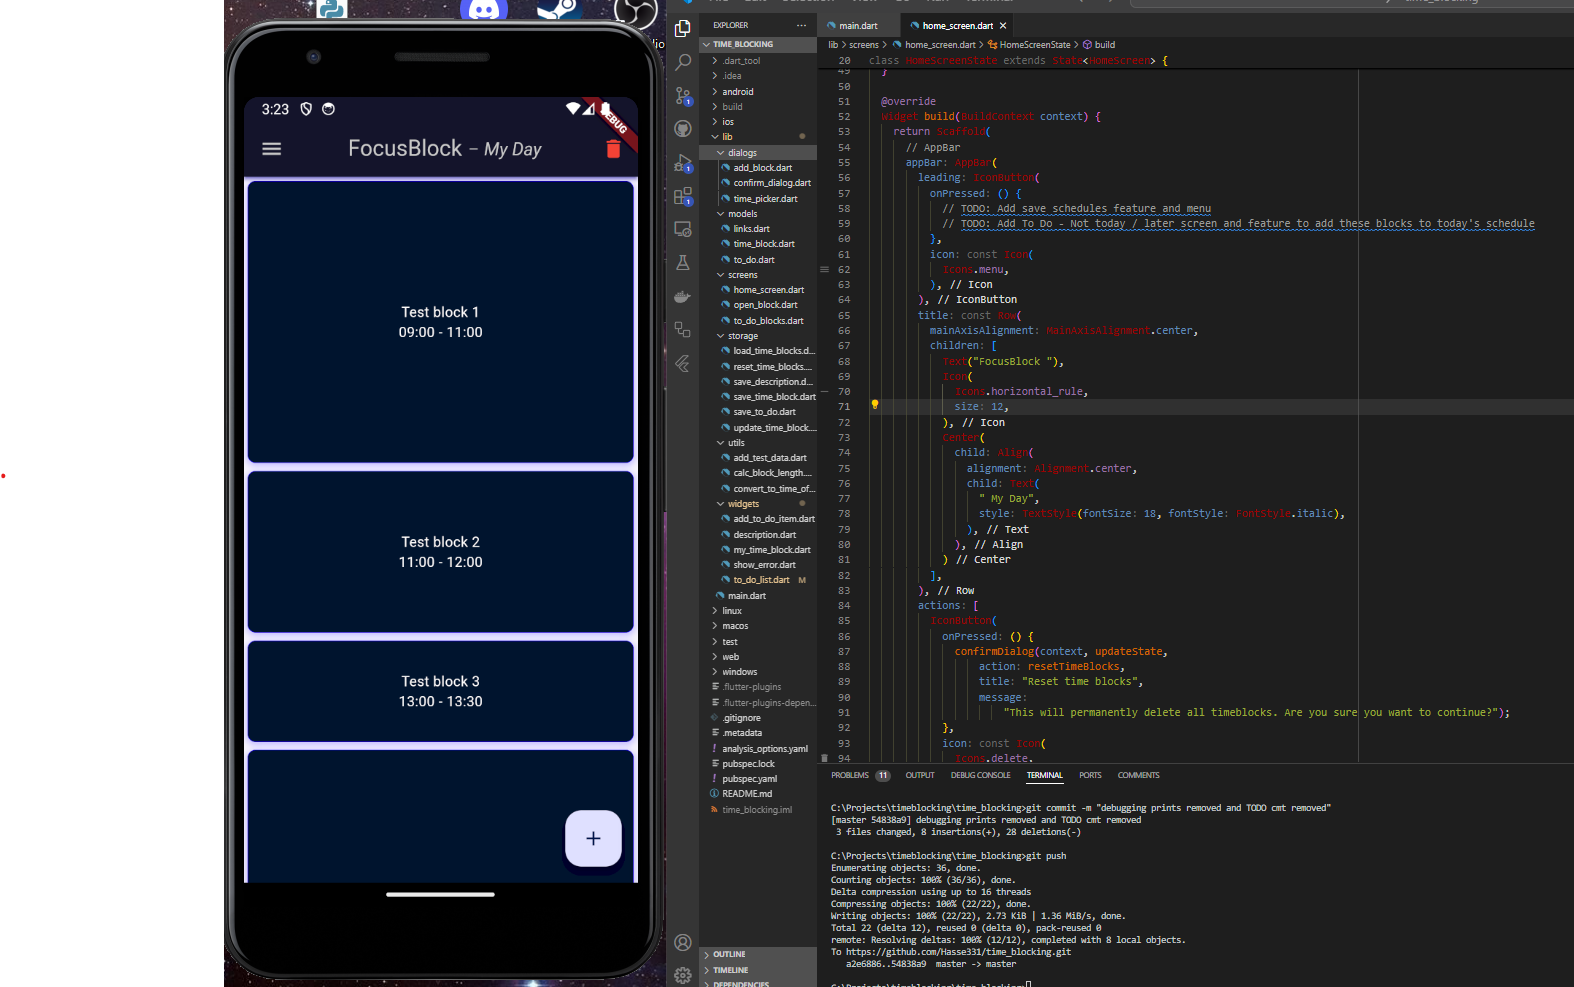 3:23
DEBUG
FocusBlock – My Day
Test block 1
09:00 - 11:00
Test block 2
11:00 - 12:00
Test block 3
13:00 - 13:30
+
EXPLORER
TIME_BLOCKING
.dart_tool
.idea
android
build
ios
lib
dialogs
add_block.dart
confirm_dialog.dart
time_picker.dart
models
links.dart
time_block.dart
to_do.dart
screens
home_screen.dart
open_block.dart
to_do_blocks.dart
storage
load_time_blocks.d...
reset_time_blocks....
save_description.d...
save_time_block.dart
save_to_do.dart
update_time_block....
utils
add_test_data.dart
calc_block_length....
convert_to_time_of...
widgets
add_to_do_item.dart
description.dart
my_time_block.dart
show_error.dart
to_do_list.dart M
main.dart
linux
macos
test
web
windows
.flutter-plugins
.flutter-plugins-depen...
.gitignore
.metadata
analysis_options.yaml
pubspec.lock
pubspec.yaml
README.md
time_blocking.iml
OUTLINE
TIMELINE
DEPENDENCIES
main.dart home_screen.dart
lib > screens > home_screen.dart > HomeScreenState > build
20 class HomeScreenState extends State<HomeScreen> {
49 }
50
51 @override
52 Widget build(BuildContext context) {
53 return Scaffold(
54 // AppBar
55 appBar: AppBar(
56 leading: IconButton(
57 onPressed: () {
58 // TODO: Add save schedules feature and menu
59 // TODO: Add To Do - Not today / later screen and feature to add these blocks to today's schedule
60 },
61 icon: const Icon(
62 Icons.menu,
63 ), // Icon
64 ), // IconButton
65 title: const Row(
66 mainAxisAlignment: MainAxisAlignment.center,
67 children: [
68 Text("FocusBlock "),
69 Icon(
70 Icons.horizontal_rule,
71 size: 12,
72 ), // Icon
73 Center(
74 child: Align(
75 alignment: Alignment.center,
76 child: Text(
77 " My Day",
78 style: TextStyle(fontSize: 18, fontStyle: FontStyle.italic),
79 ), // Text
80 ), // Align
81 ) // Center
82 ],
83 ), // Row
84 actions: [
85 IconButton(
86 onPressed: () {
87 confirmDialog(context, updateState,
88 action: resetTimeBlocks,
89 title: "Reset time blocks",
90 message:
91 "This will permanently delete all timeblocks. Are you sure you want to continue?");
92 },
93 icon: const Icon(
94 Icons.delete,
PROBLEMS 11 OUTPUT DEBUG CONSOLE TERMINAL PORTS COMMENTS
C:\Projects\timeblocking\time_blocking>git commit -m "debugging prints removed and TODO cmt removed"
[master 54838a9] debugging prints removed and TODO cmt removed
3 files changed, 8 insertions(+), 28 deletions(-)
C:\Projects\timeblocking\time_blocking>git push
Enumerating objects: 36, done.
Counting objects: 100% (36/36), done.
Delta compression using up to 16 threads
Compressing objects: 100% (22/22), done.
Writing objects: 100% (22/22), 2.73 KiB | 1.36 MiB/s, done.
Total 22 (delta 12), reused 0 (delta 0), pack-reused 0
remote: Resolving deltas: 100% (12/12), completed with 8 local objects.
To https://github.com/Hasse331/time_blocking.git
a2e6886..54838a9 master -> master
C:\Projects\timeblocking\time_blocking>